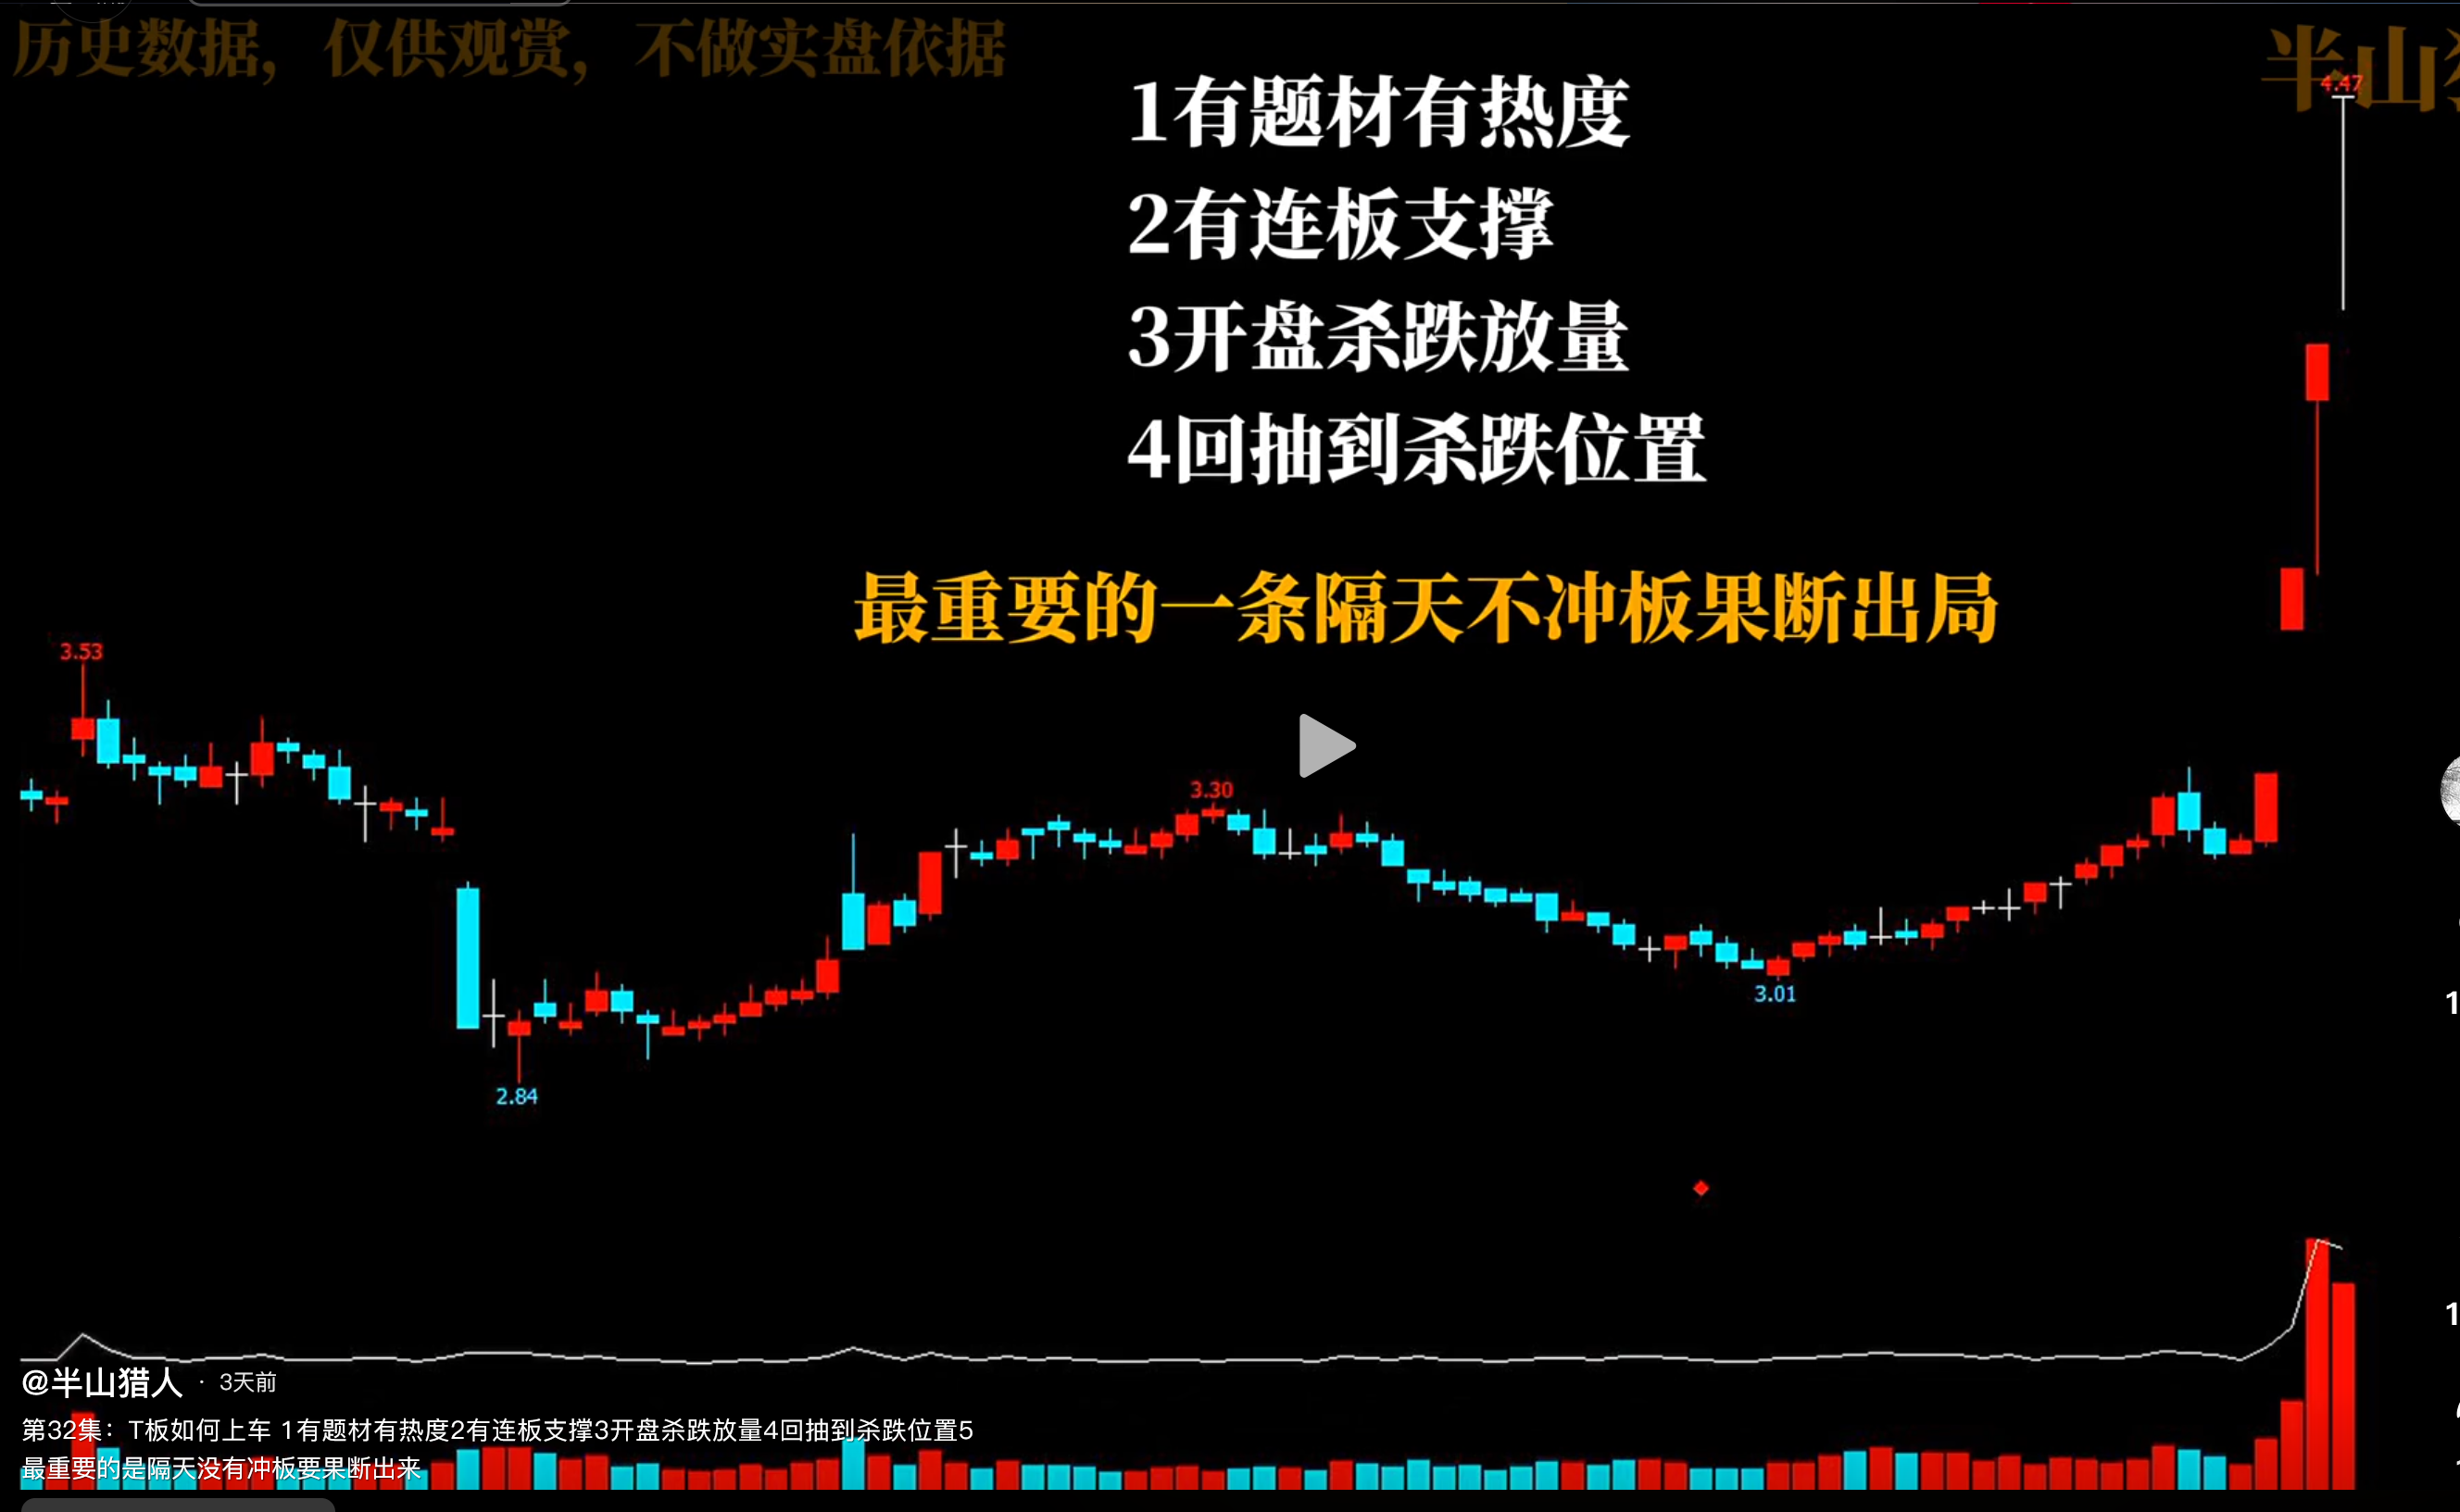 历史数据，仅供观赏，不做实盘依据
半山
4.47
1有题材有热度
2有连板支撑
3开盘杀跌放量
4回抽到杀跌位置
最重要的一条隔天不冲板果断出局
3.53
3.30
3.01
2.84
@半山猎人 · 3天前
第32集：T板如何上车 1有题材有热度2有连板支撑3开盘杀跌放量4回抽到杀跌位置5
最重要的是隔天没有冲板要果断出来